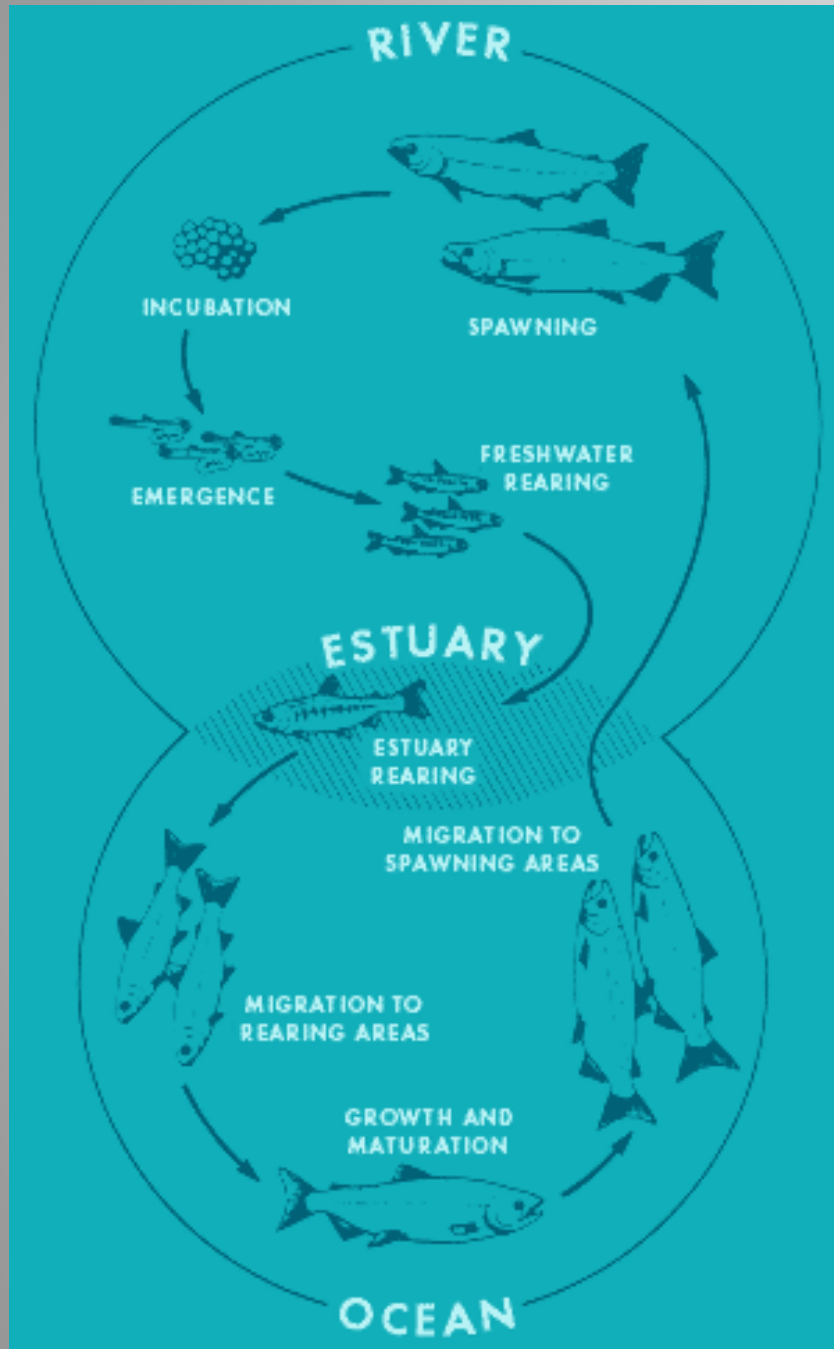 RIVER
INCUBATION
SPAWNING
EMERGENCE
FRESHWATER
REARING
ESTUARY
ESTUARY
REARING
MIGRATION TO
SPAWNING AREAS
MIGRATION TO
REARING AREAS
GROWTH AND
MATURATION
OCEAN